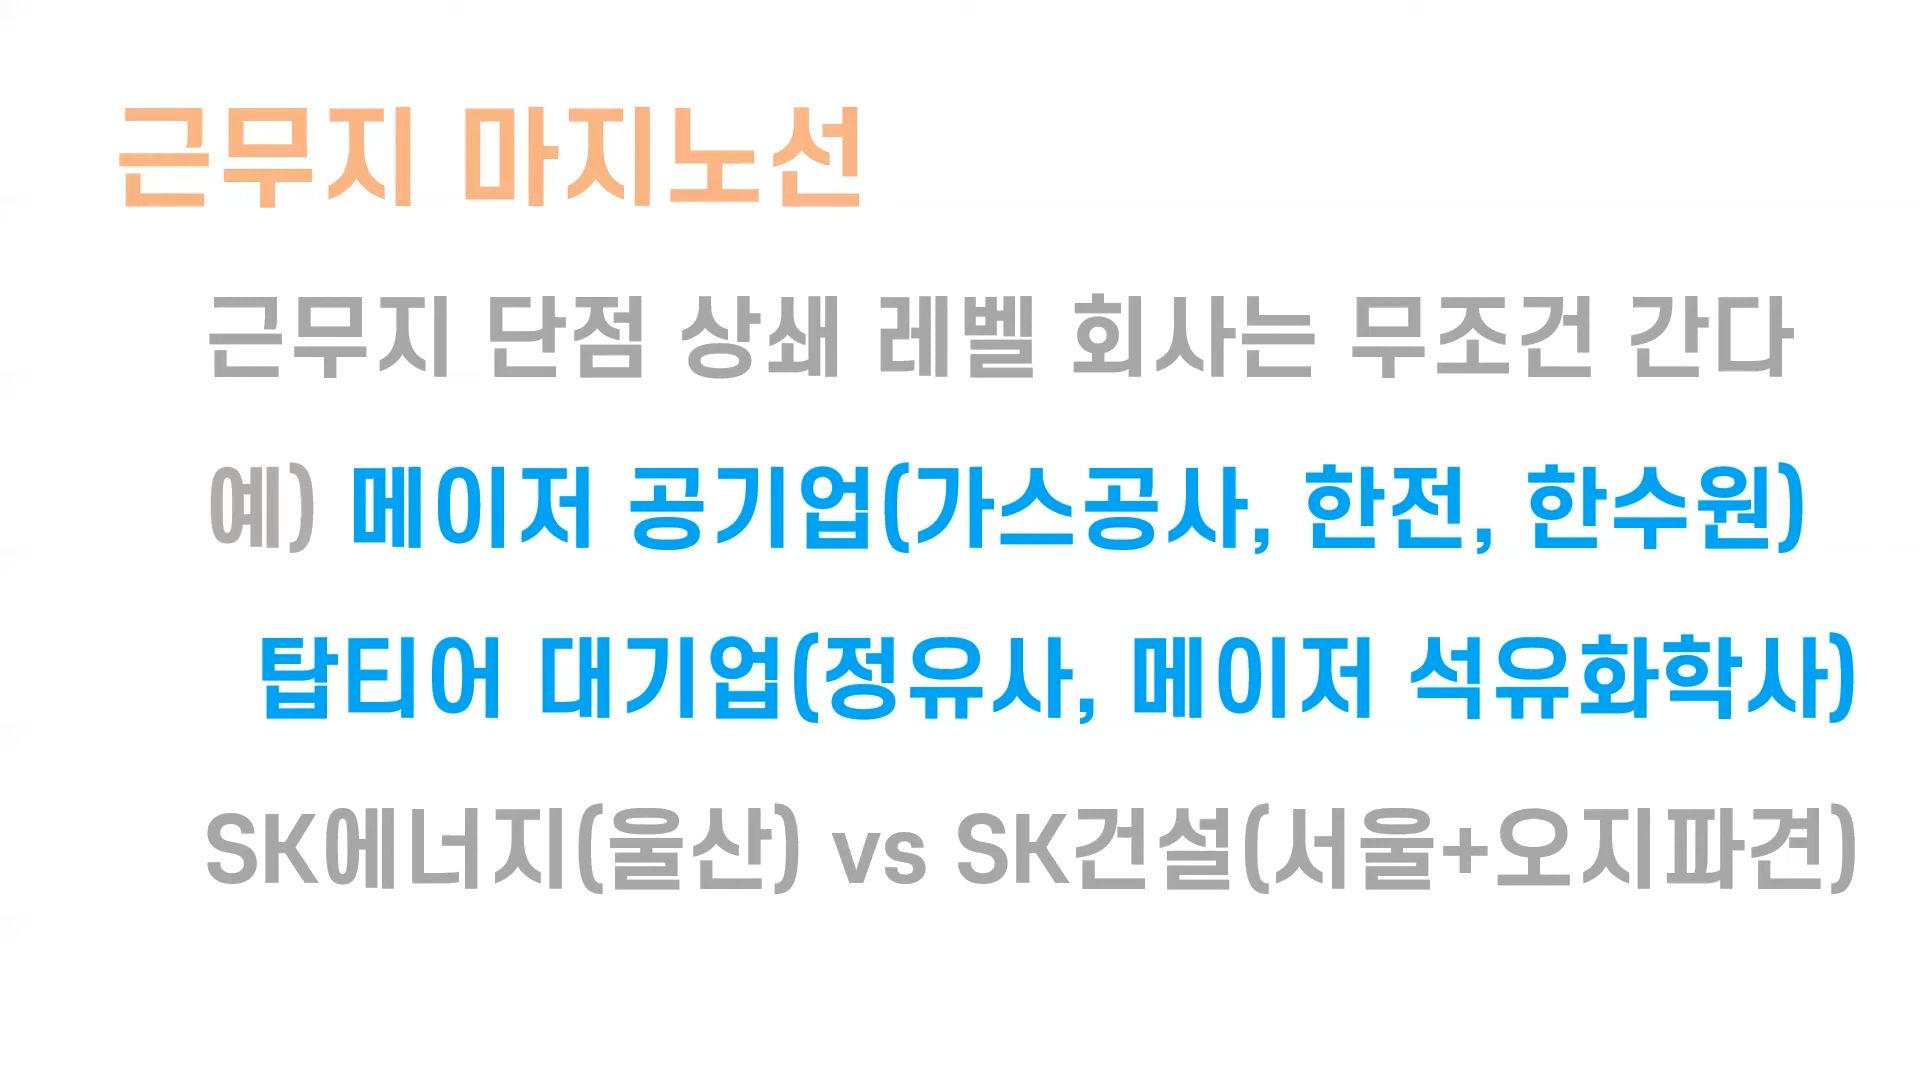 근무지 마지노선
근무지 단점 상쇄 레벨 회사는 무조건 간다
예) 메이저 공기업(가스공사, 한전, 한수원)
탑티어 대기업(정유사, 메이저 석유화학사)
SK에너지(울산) vs SK건설(서울+오지파견)